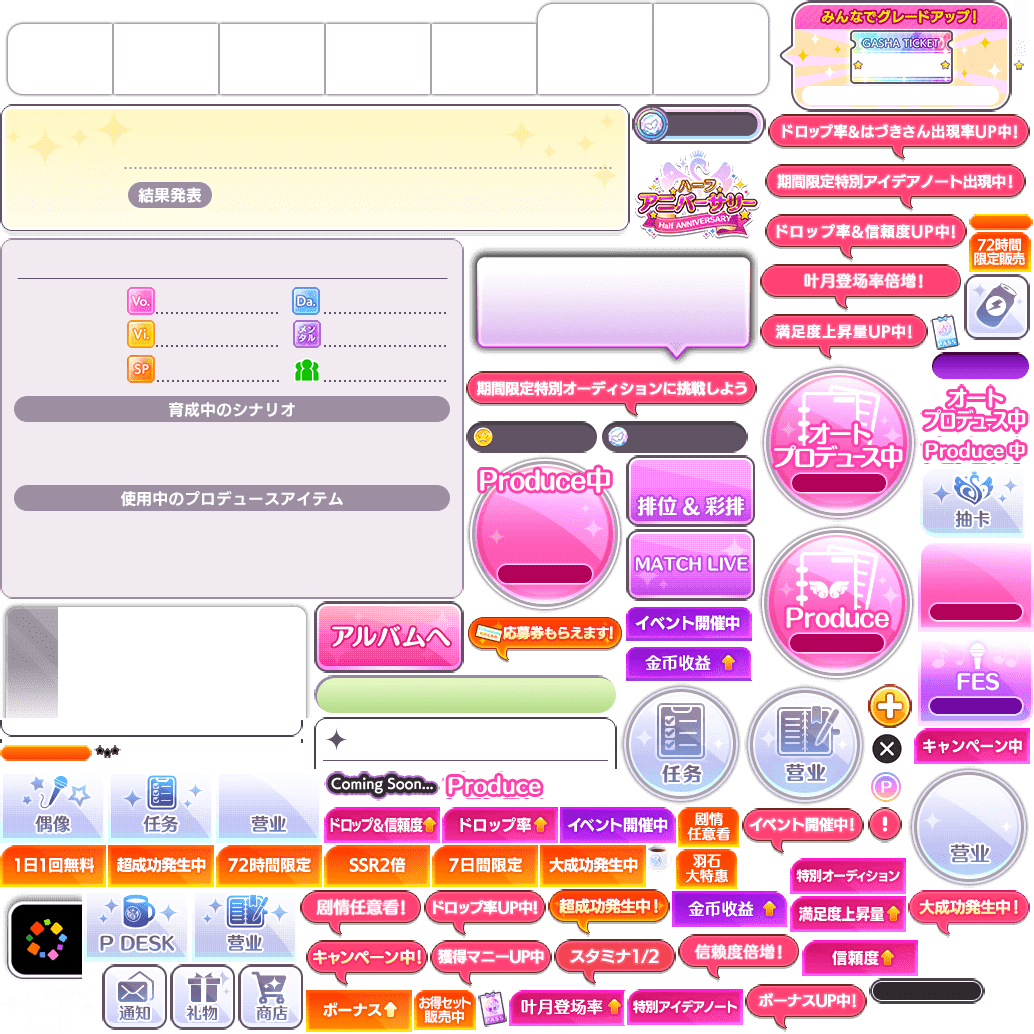 みんなでグレードアップ!
GASHA TICKET
ドロップ率&はづきさん出現率UP中!
結果発表
ハーフ
アニバーサリー
Half ANNIVERSARY
期間限定特別アイデアノート出現中!
ドロップ率&信頼度UP中!
72時間
限定販売
叶月登场率倍増!
満足度上昇量UP中!
PASS
Vo.
Da.
Vi.
メンタル
SP
育成中のシナリオ
使用中のプロデュースアイテム
期間限定特別オーディションに挑戦しよう
オート
プロデュース中
オート
プロデュース中
Produce中
Produce中
排位 & 彩排
抽卡
MATCH LIVE
Produce
アルバムへ
応募券もらえます!
イベント開催中
金币收益
FES
任务
营业
キャンペーン中
P
Coming Soon...
Produce
偶像
任务
营业
ドロップ&信頼度
ドロップ率
イベント開催中
剧情
任意看
イベント開催中!
!
营业
1日1回無料
超成功発生中
72時間限定
SSR2倍
7日間限定
大成功発生中
羽石
大特惠
特別オーディション
P DESK
营业
剧情任意看!
ドロップ率UP中!
超成功発生中!
金币收益
満足度上昇量
大成功発生中!
キャンペーン中!
獲得マニーUP中
スタミナ1/2
信赖度倍増!
信頼度
通知
礼物
商店
ボーナス
お得セット
販売中
PASS
叶月登场率
特別アイデアノート
ボーナスUP中!